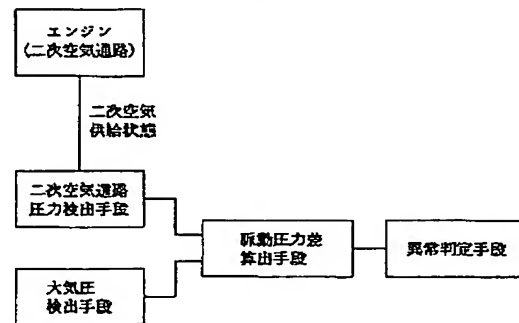 エンジン
(二次空気通路)
二次空気
供給状態
二次空気通路
圧力検出手段
大気圧
検出手段
脈動圧力差
算出手段
異常判定手段